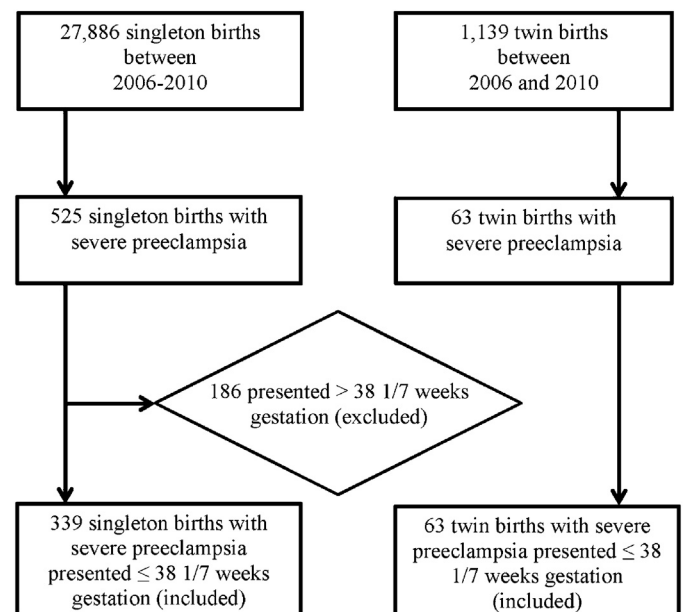 27,886 singleton births
between
2006-2010
1,139 twin births
between
2006 and 2010
525 singleton births with
severe preeclampsia
63 twin births with
severe preeclampsia
186 presented > 38 1/7 weeks
gestation (excluded)
339 singleton births with
severe preeclampsia
presented ≤ 38 1/7 weeks
gestation (included)
63 twin births with severe
preeclampsia presented ≤ 38
1/7 weeks gestation
(included)